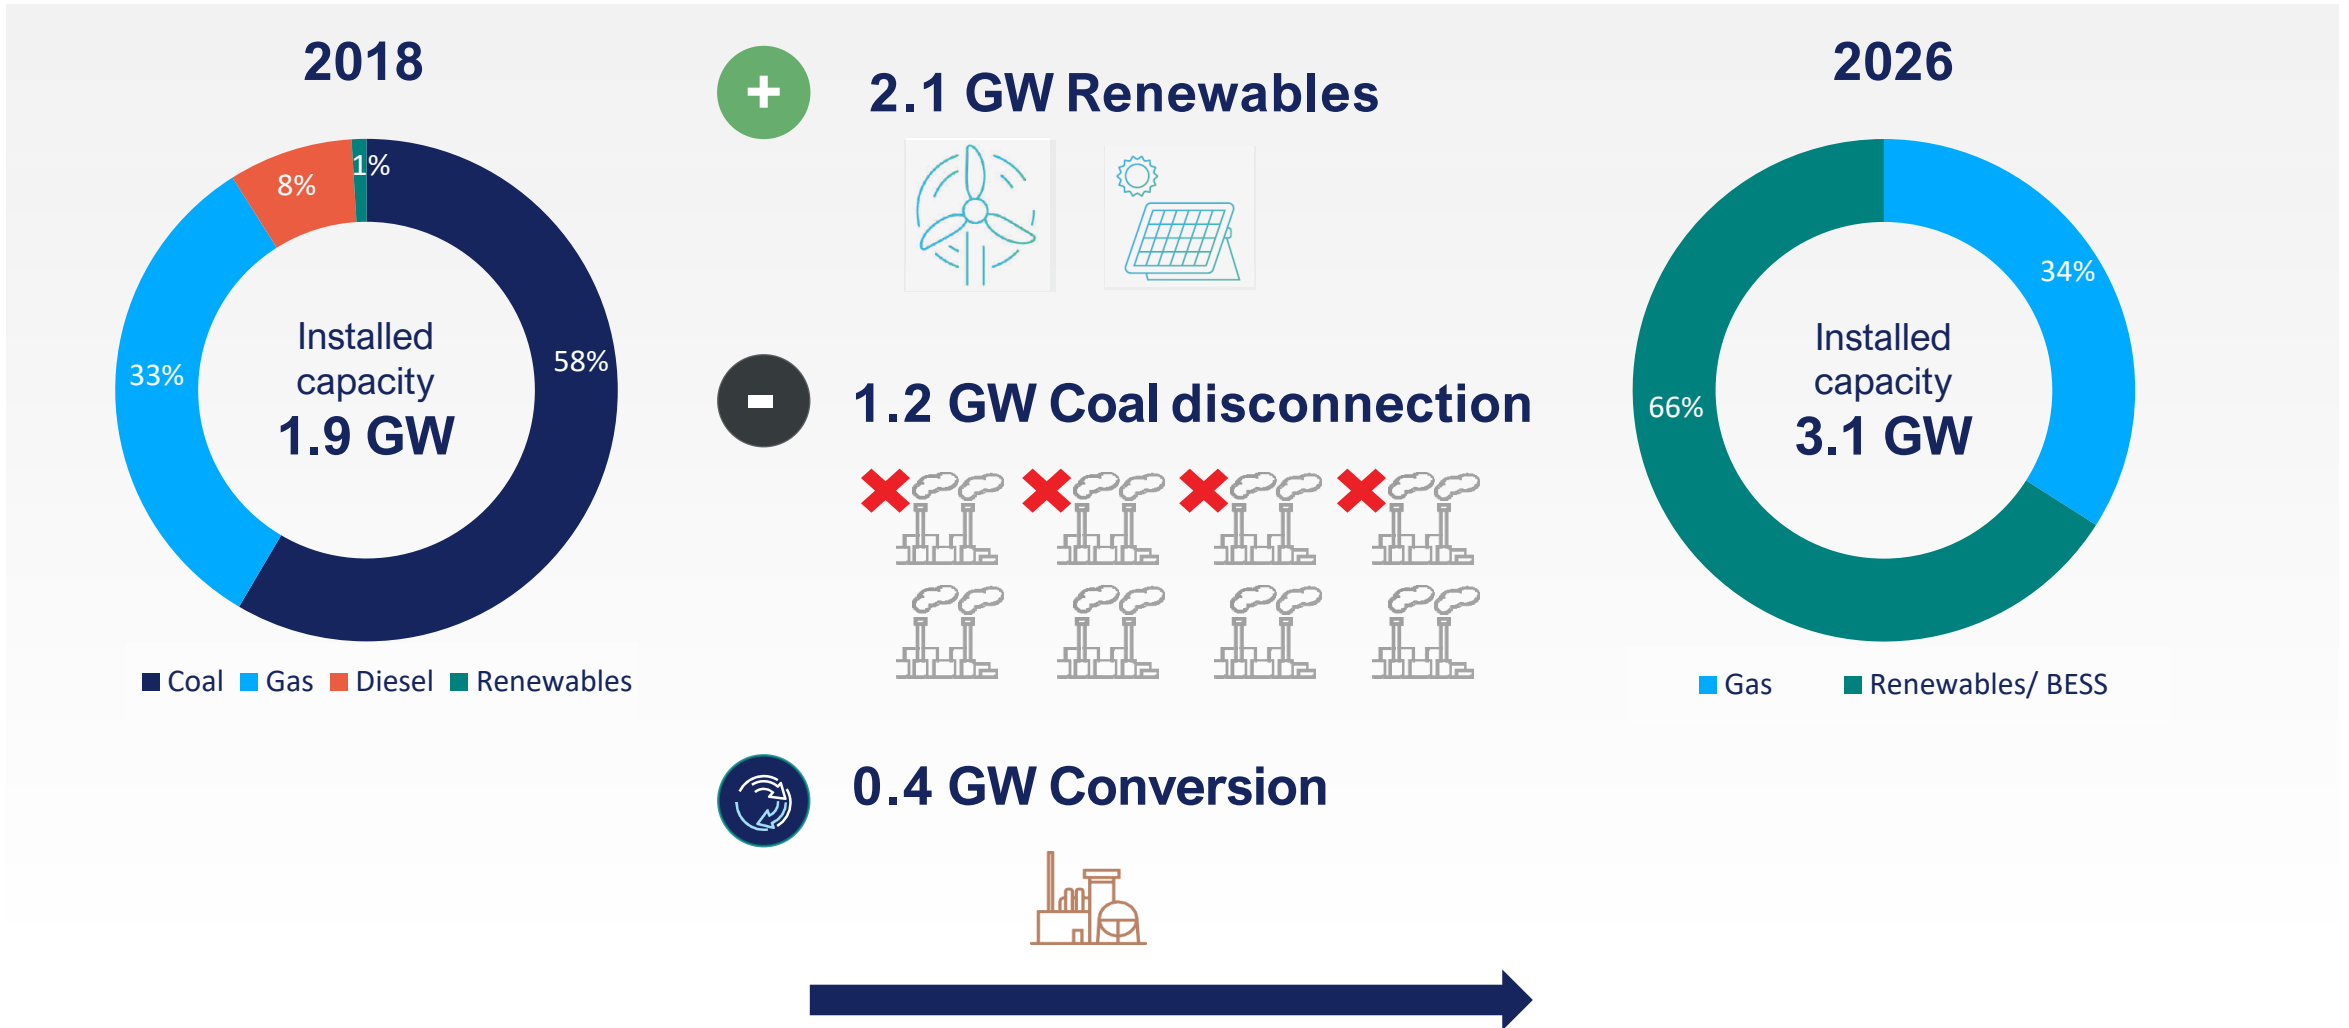 2018
1%
8%
33%
58%
Installed
capacity
1.9 GW
Coal Gas Diesel Renewables
+
2.1 GW Renewables
-
1.2 GW Coal disconnection
0.4 GW Conversion
2026
34%
66%
Installed
capacity
3.1 GW
Gas Renewables/ BESS